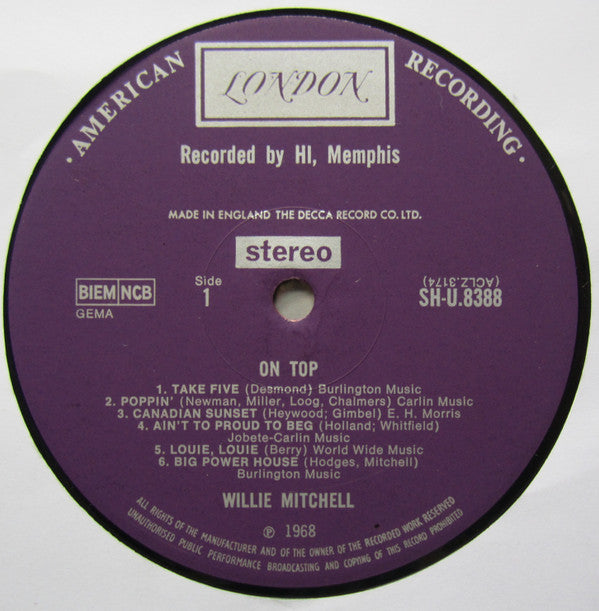 · AMERICAN RECORDING ·
LONDON
Recorded by HI, Memphis
MADE IN ENGLAND THE DECCA RECORD CO. LTD.
stereo
BIEM NCB
GEMA
Side
1
(ACLZ.3174)
SH-U.8388
ON TOP
1. TAKE FIVE (Desmond) Burlington Music
2. POPPIN' (Newman, Miller, Loog, Chalmers) Carlin Music
3. CANADIAN SUNSET (Heywood; Gimbel) E. H. Morris
4. AIN'T TO PROUD TO BEG (Holland; Whitfield)
Jobete-Carlin Music
5. LOUIE, LOUIE (Berry) World Wide Music
6. BIG POWER HOUSE (Hodges, Mitchell)
Burlington Music
WILLIE MITCHELL
℗ 1968
ALL RIGHTS OF THE MANUFACTURER AND OF THE OWNER OF THE RECORDED WORK RESERVED
UNAUTHORISED PUBLIC PERFORMANCE BROADCASTING AND COPYING OF THIS RECORD PROHIBITED